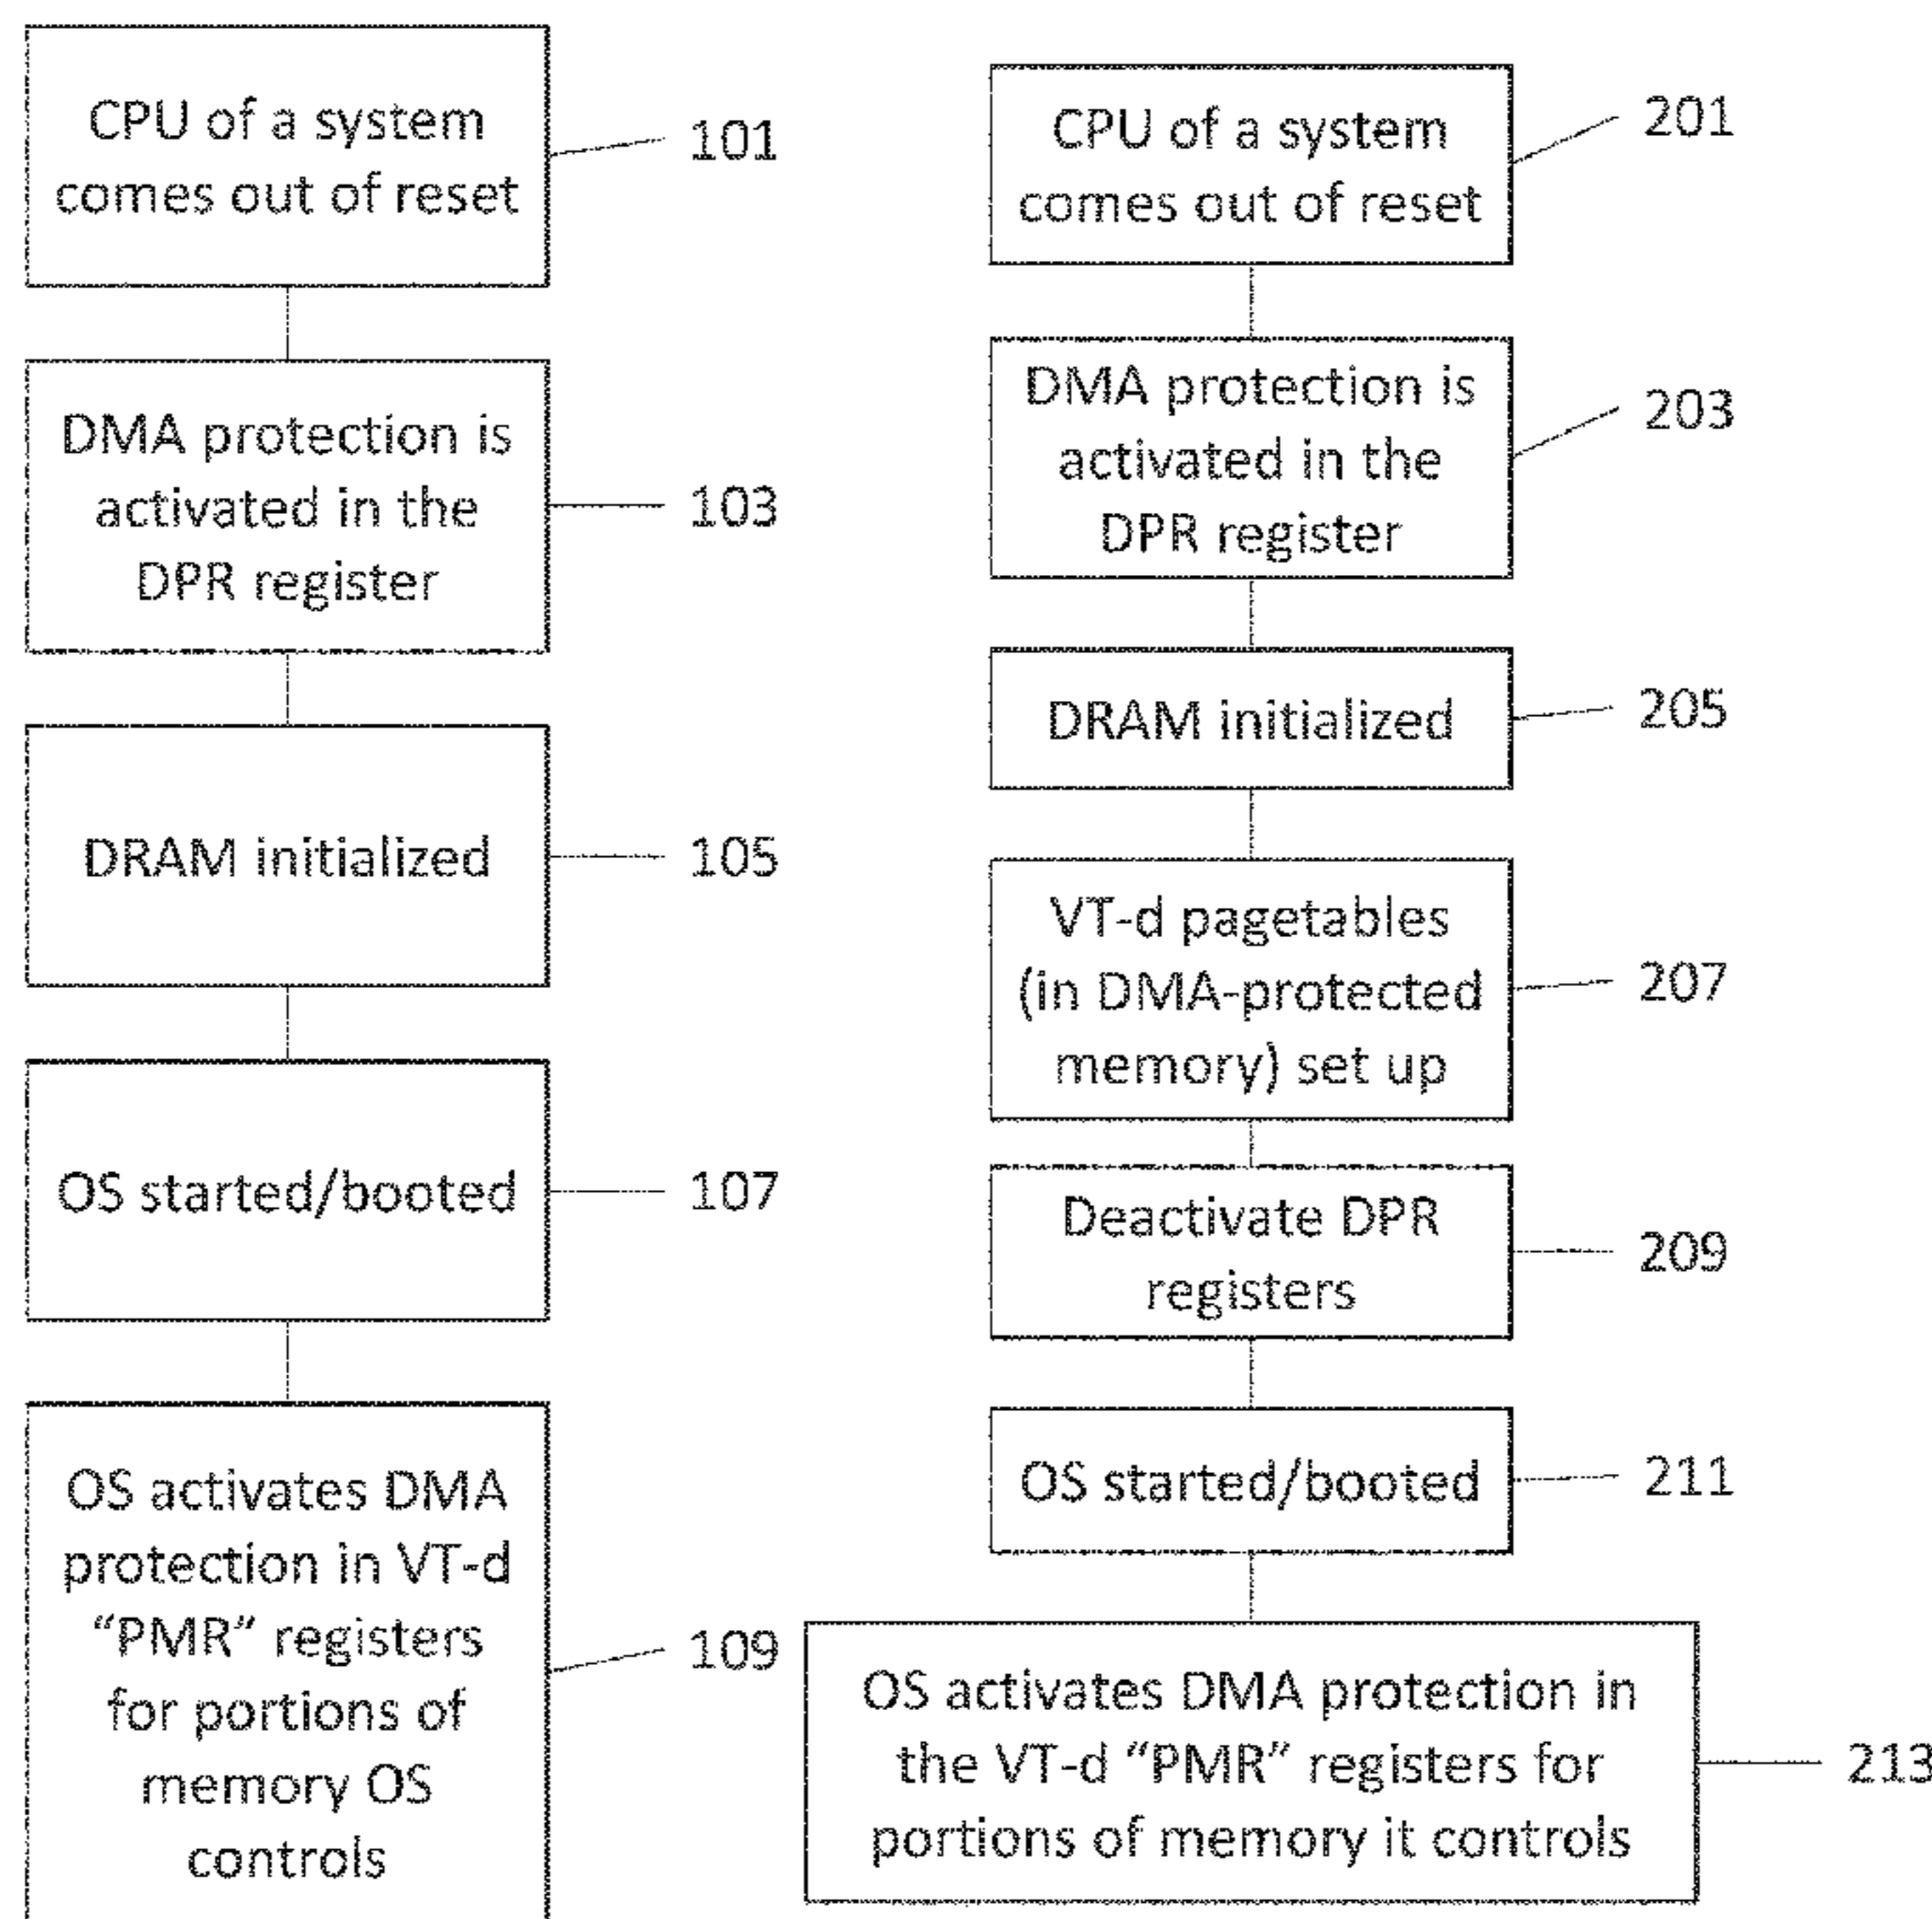 CPU of a system
comes out of reset
101
DMA protection is
activated in the
DPR register
103
DRAM initialized
105
OS started/booted
107
OS activates DMA
protection in VT-d
“PMR” registers
for portions of
memory OS
controls
109
CPU of a system
comes out of reset
201
DMA protection is
activated in the
DPR register
203
DRAM initialized
205
VT-d pagetables
(in DMA-protected
memory) set up
207
Deactivate DPR
registers
209
OS started/booted
211
OS activates DMA protection in
the VT-d “PMR” registers for
portions of memory it controls
213